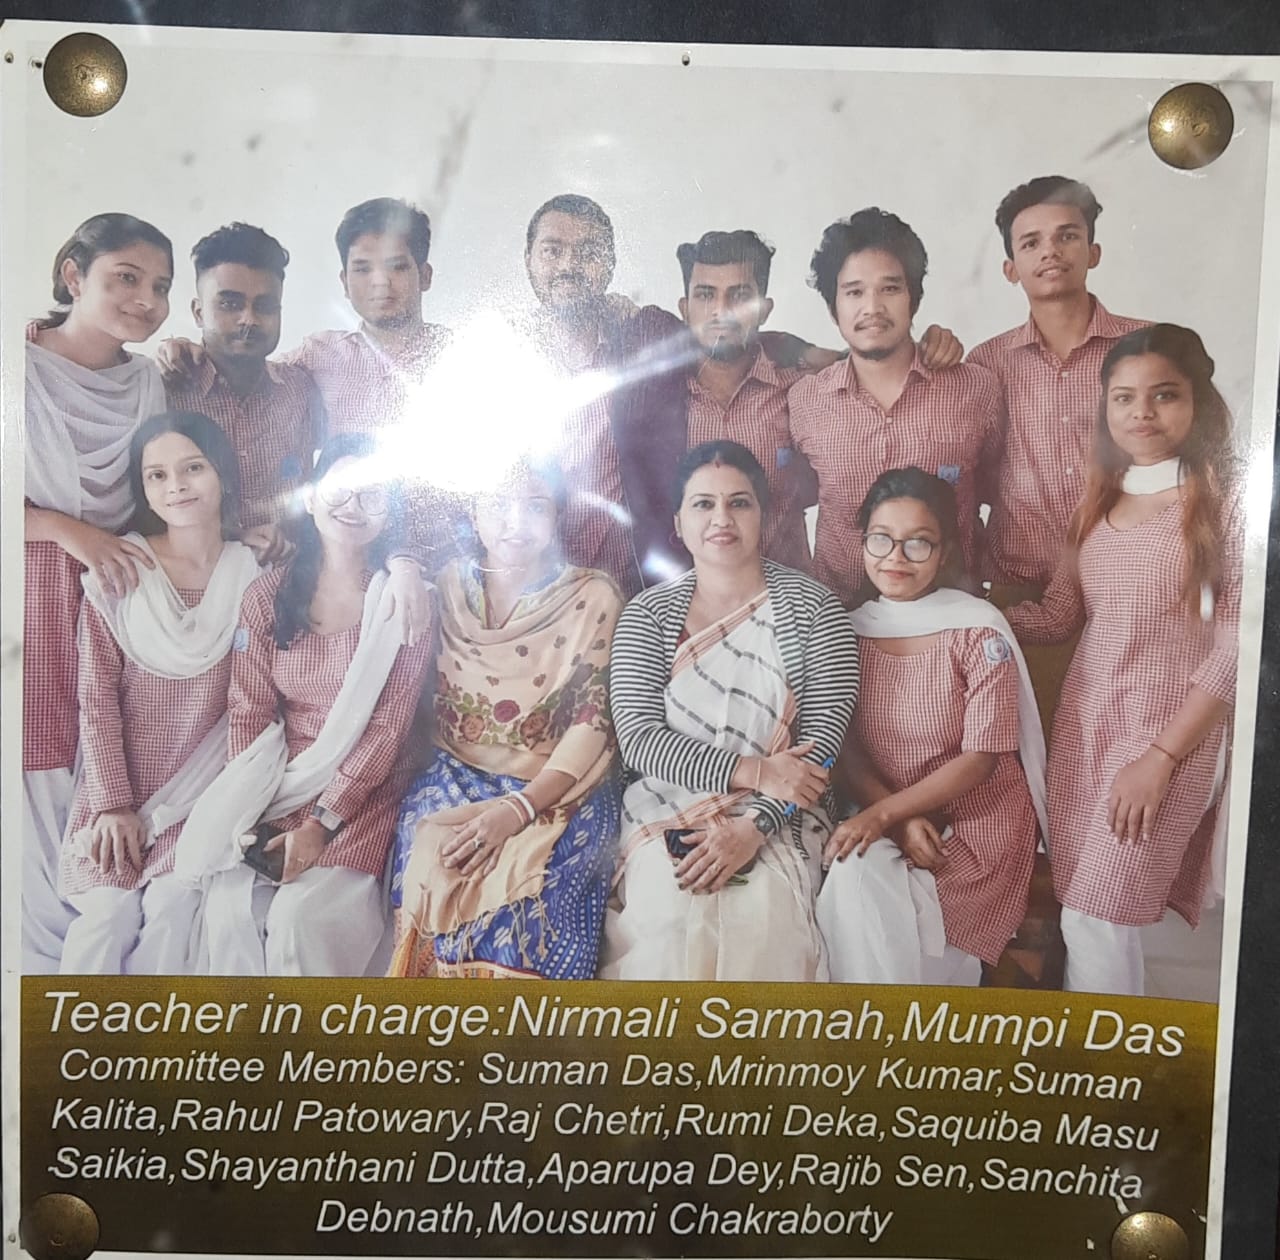 Teacher in charge:Nirmali Sarmah,Mumpi Das
Committee Members: Suman Das,Mrinmoy Kumar,Suman
Kalita,Rahul Patowary,Raj Chetri,Rumi Deka,Saquiba Masu
Saikia,Shayanthani Dutta,Aparupa Dey,Rajib Sen,Sanchita
Debnath,Mousumi Chakraborty